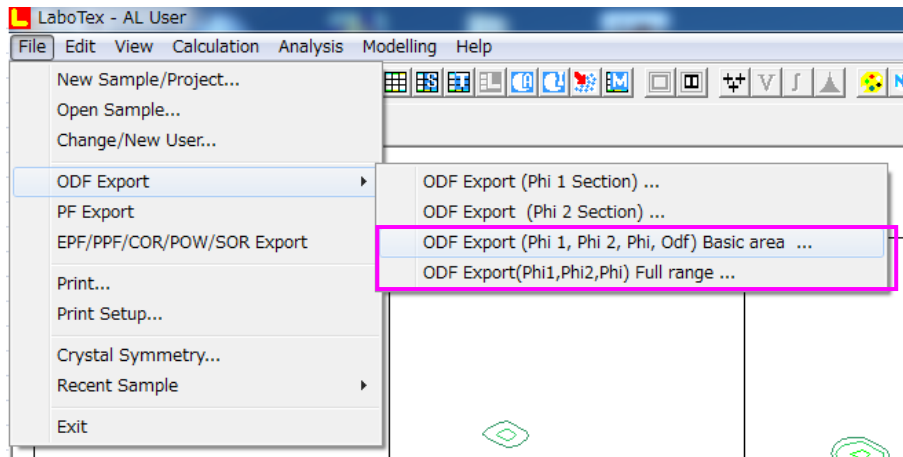 LaboTex - AL User
File Edit View Calculation Analysis Modelling Help
New Sample/Project...
Open Sample...
Change/New User...
ODF Export
ODF Export (Phi 1 Section) ...
PF Export
ODF Export (Phi 2 Section) ...
EPF/PPF/COR/POW/SOR Export
ODF Export (Phi 1, Phi 2, Phi, Odf) Basic area ...
ODF Export(Phi1,Phi2,Phi) Full range ...
Print...
Print Setup...
Crystal Symmetry...
Recent Sample
Exit